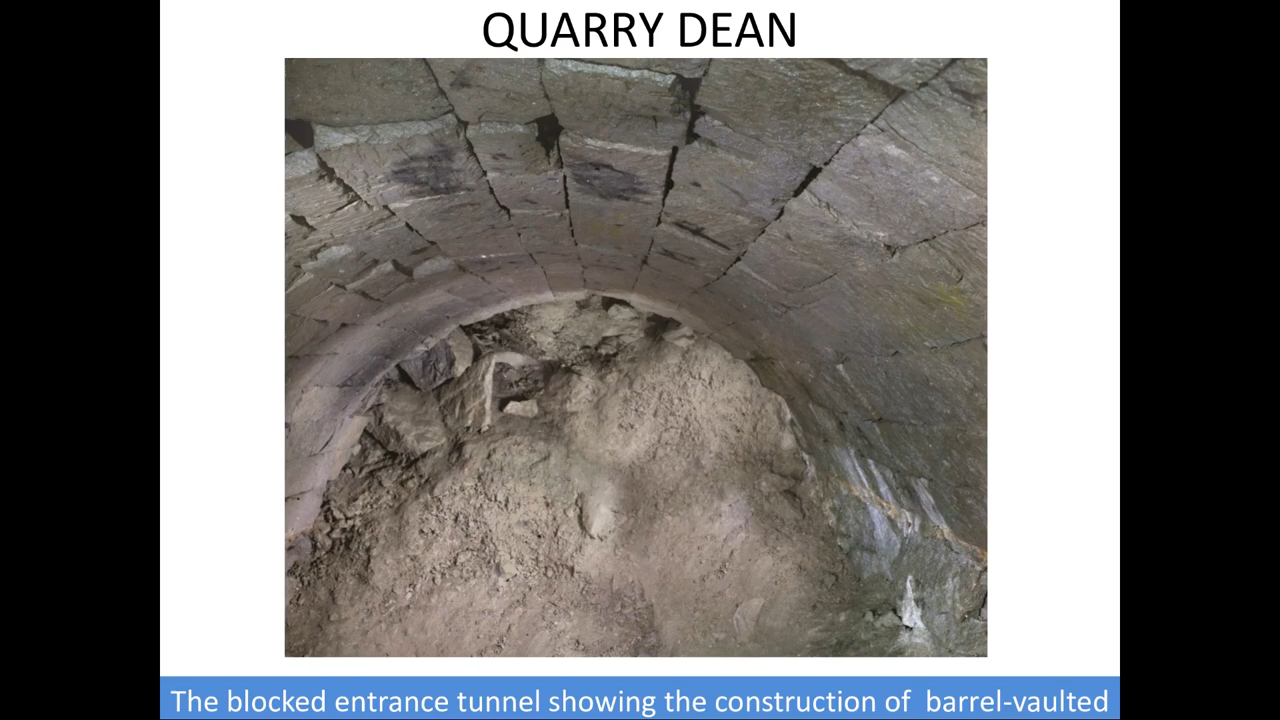 QUARRY DEAN
The blocked entrance tunnel showing the construction of  barrel-vaulted